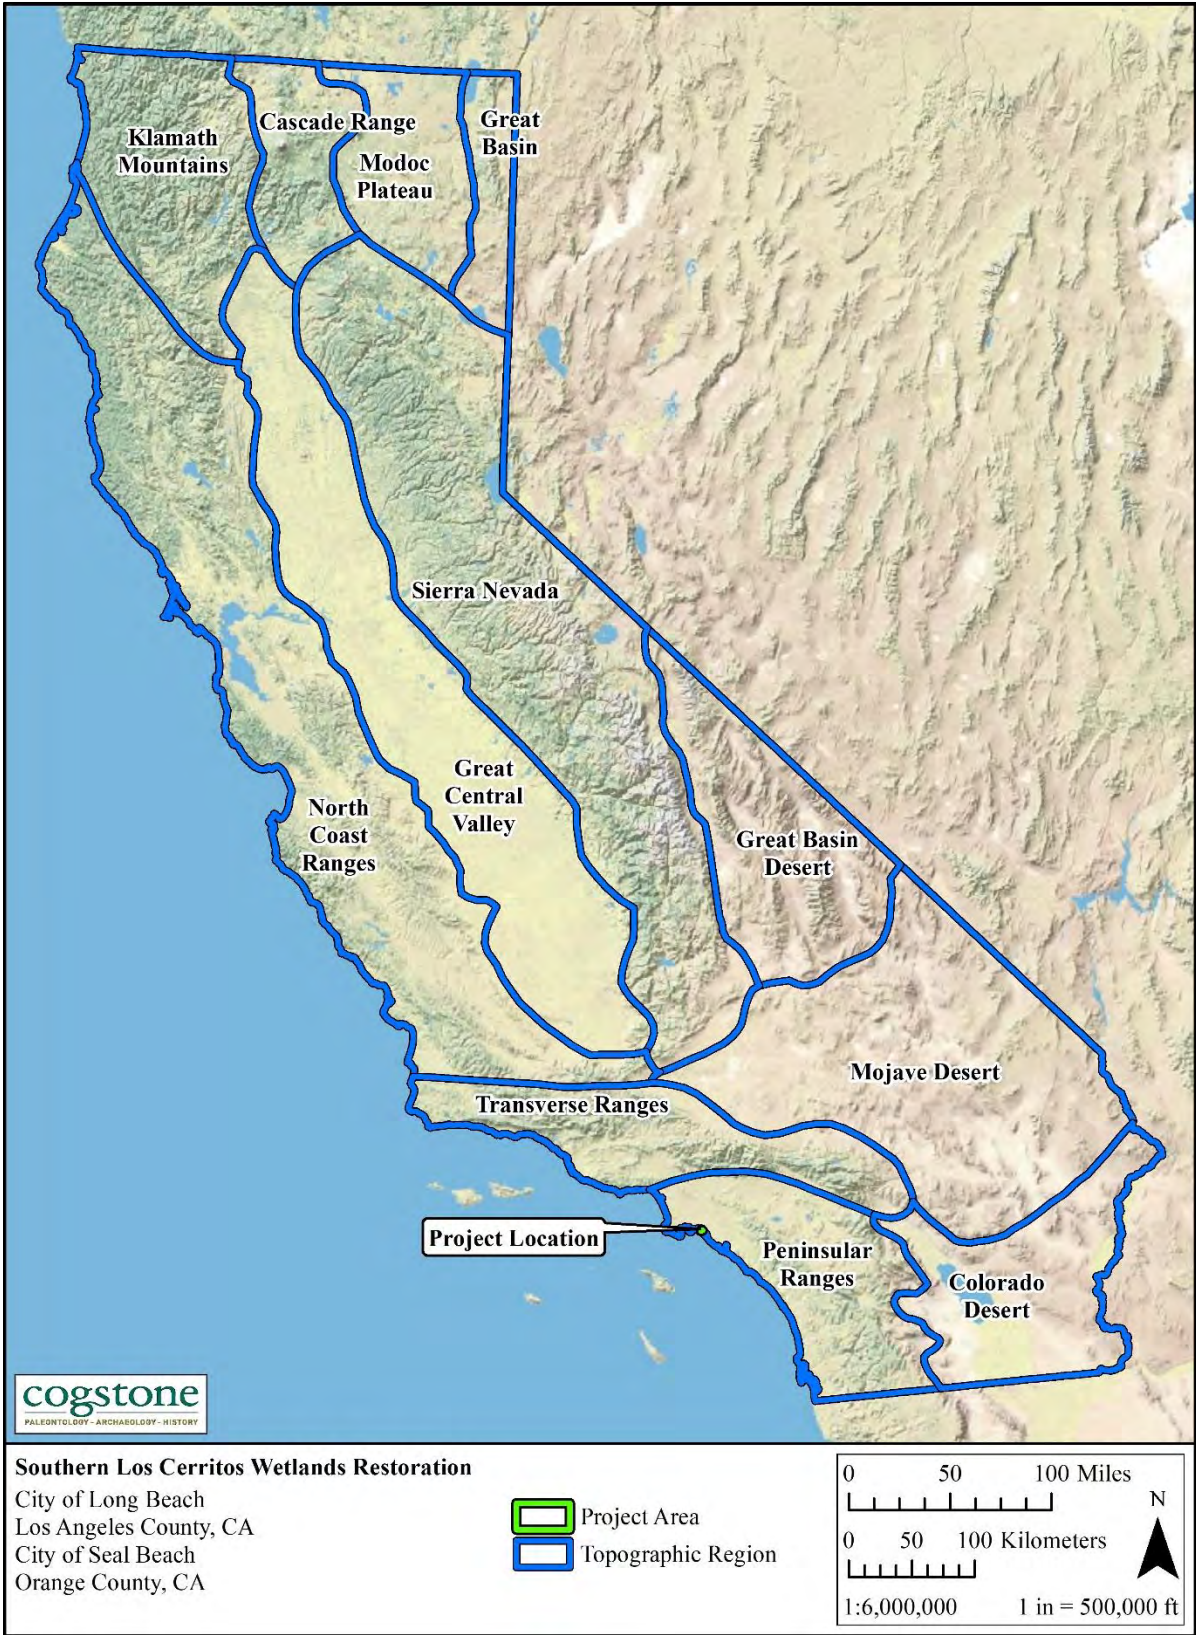 Klamath
Mountains
Cascade Range
Great
Basin
Modoc
Plateau
Sierra Nevada
Great
Central
Valley
North
Coast
Ranges
Great Basin
Desert
Mojave Desert
Transverse Ranges
Project Location
Peninsular
Ranges
Colorado
Desert
cogstone
PALEONTOLOGY - ARCHAEOLOGY - HISTORY
Southern Los Cerritos Wetlands Restoration
City of Long Beach
Los Angeles County, CA
City of Seal Beach
Orange County, CA
Project Area
Topographic Region
0 50 100 Miles
N
0 50 100 Kilometers
1:6,000,000 1 in = 500,000 ft